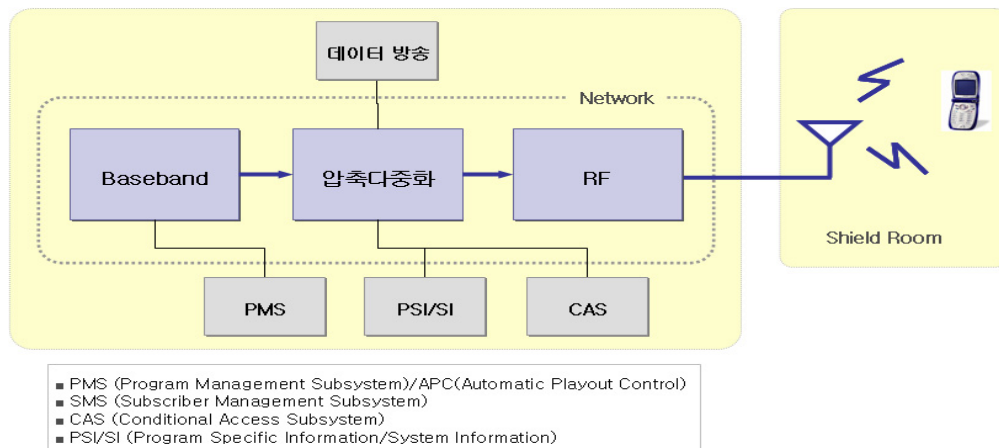 데이터 방송
Network
Baseband
압축다중화
RF
Shield Room
PMS
PSI/SI
CAS
▪ PMS (Program Management Subsystem)/APC(Automatic Playout Control)
▪ SMS (Subscriber Management Subsystem)
▪ CAS (Conditional Access Subsystem)
▪ PSI/SI (Program Specific Information/System Information)